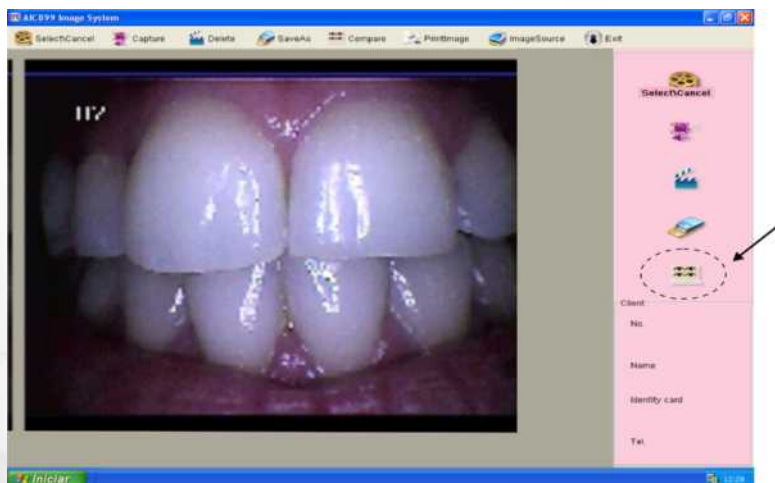 AIC899 Image System
Select\Cancel Capture Delete SaveAs Compare PrintImage ImageSource Exit
117
Select\Cancel
Client
No.
Name
Identity card
Tel.
Iniciar